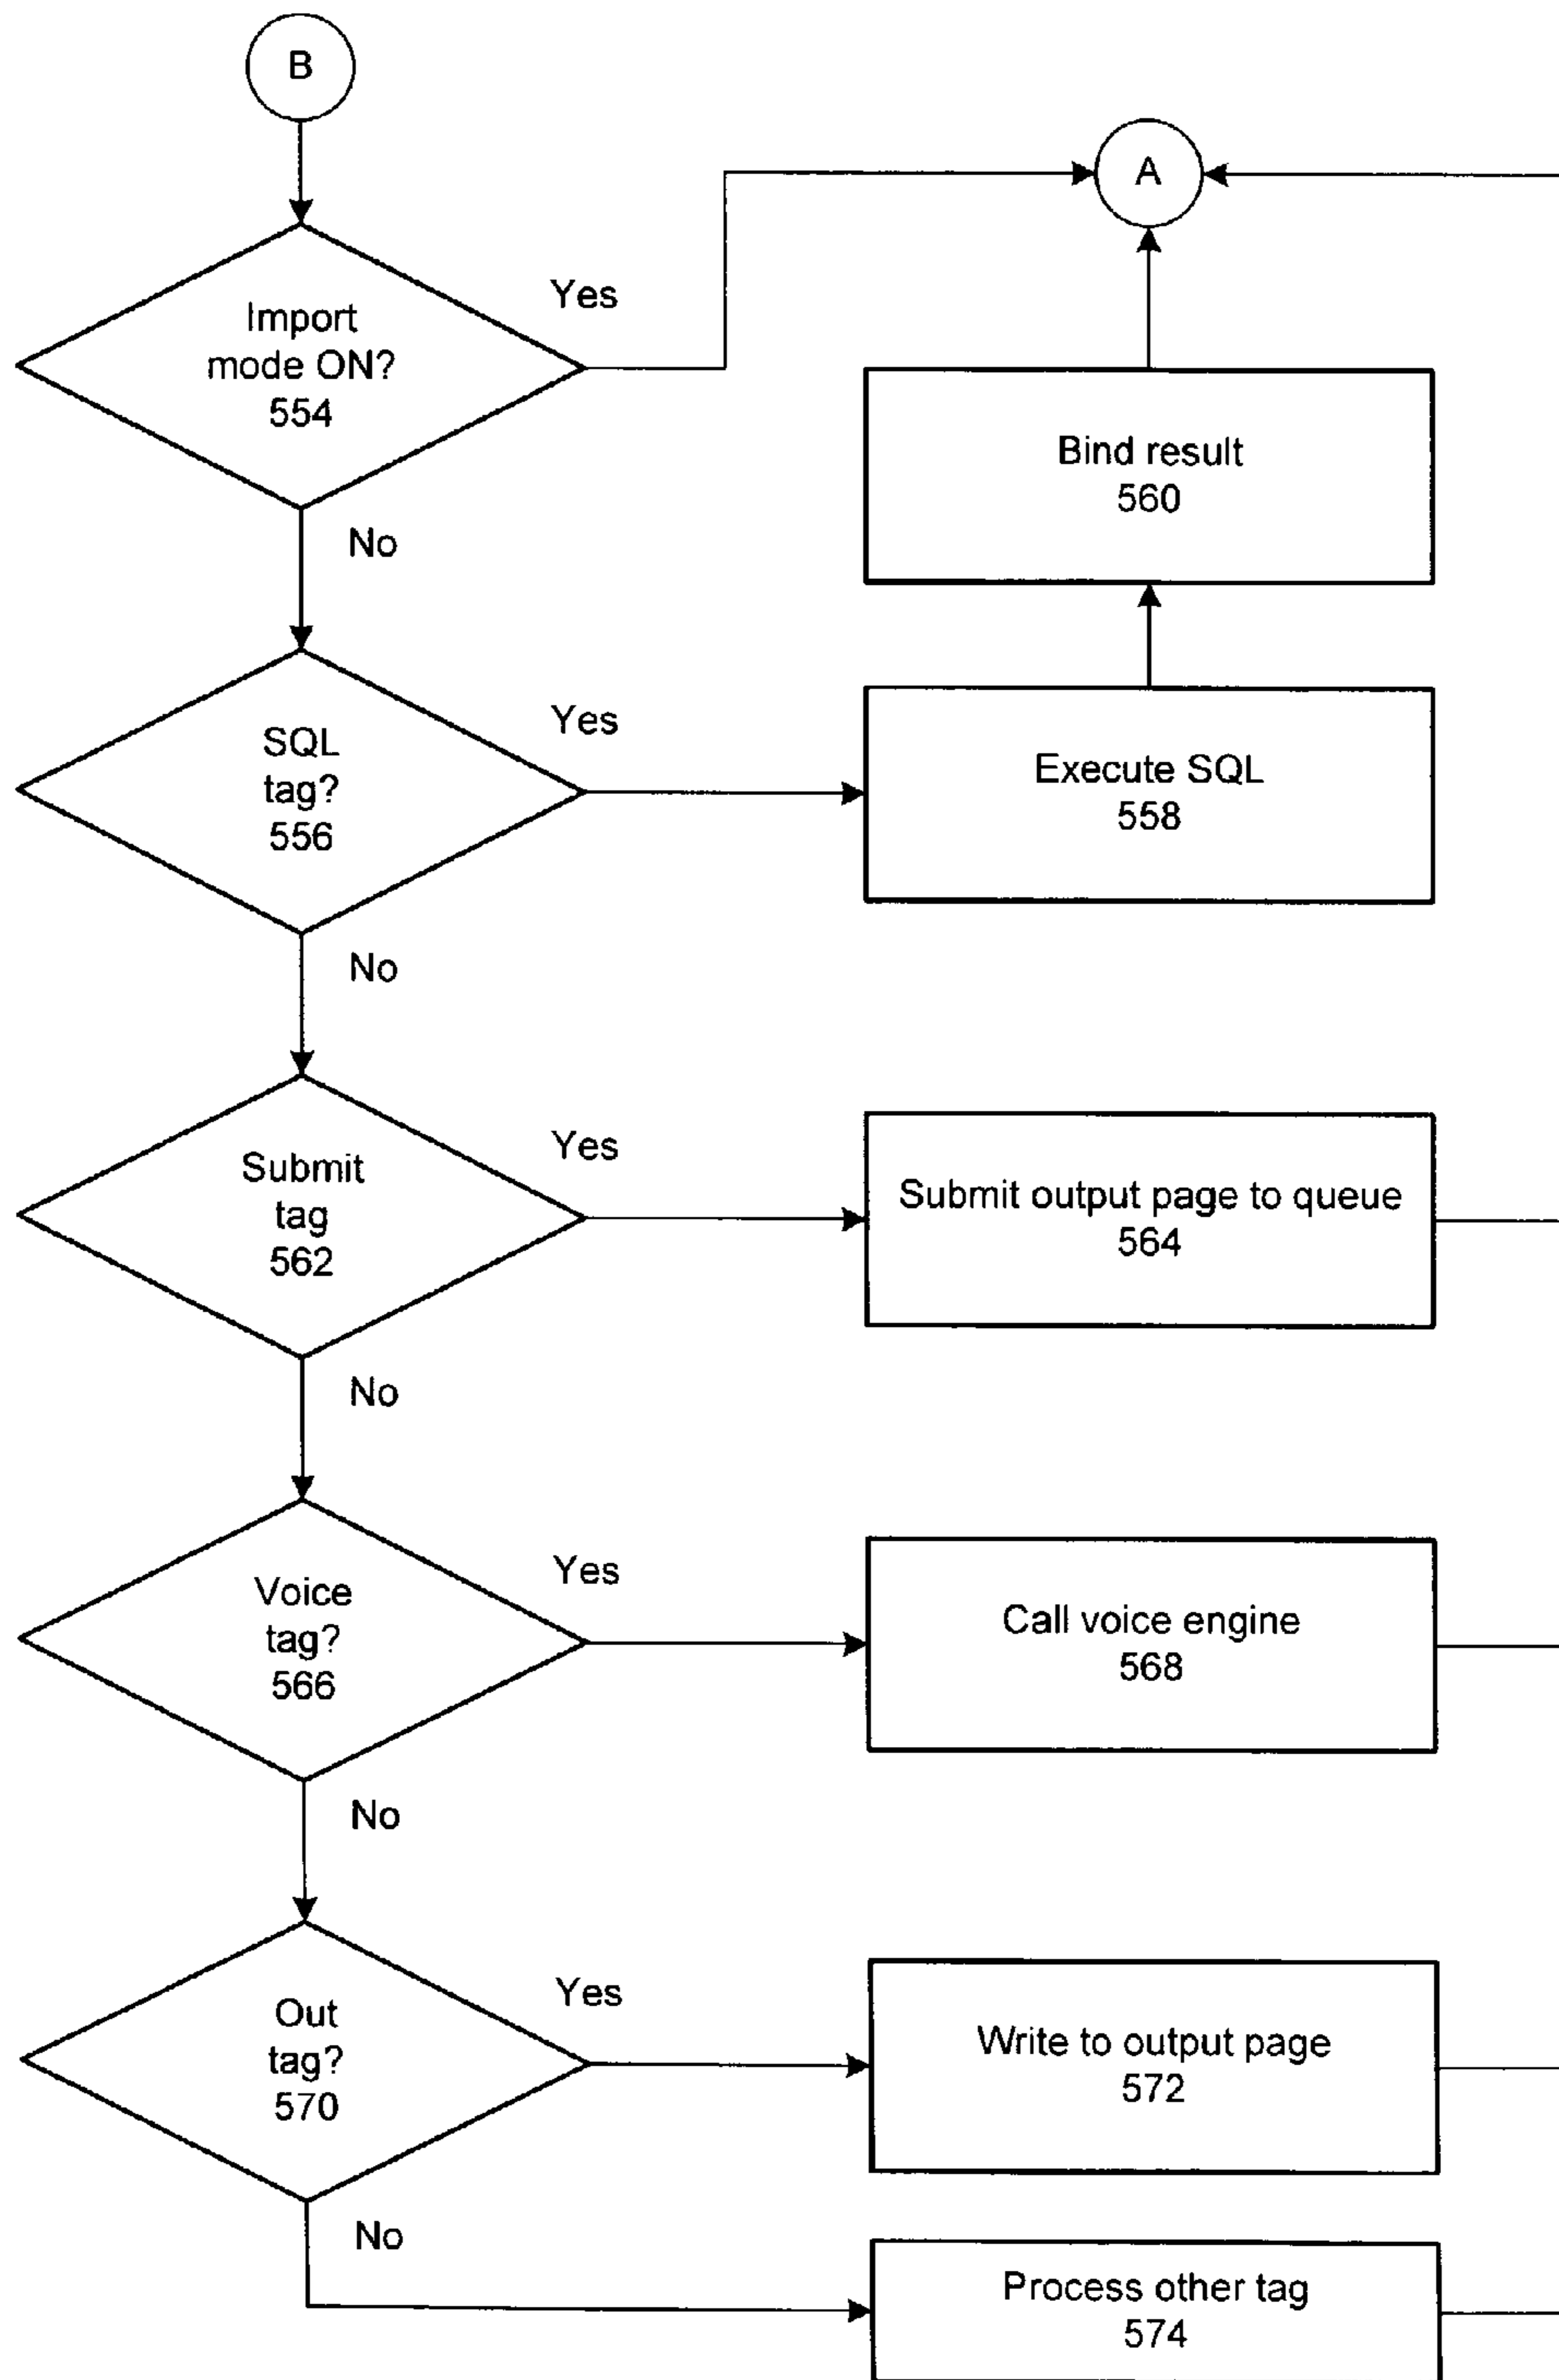 B
A
Import
mode ON?
554
Yes
No
Bind result
560
SQL
tag?
556
Yes
No
Execute SQL
558
Submit
tag
562
Yes
No
Submit output page to queue
564
Voice
tag?
566
Yes
No
Call voice engine
568
Out
tag?
570
Yes
No
Write to output page
572
Process other tag
574